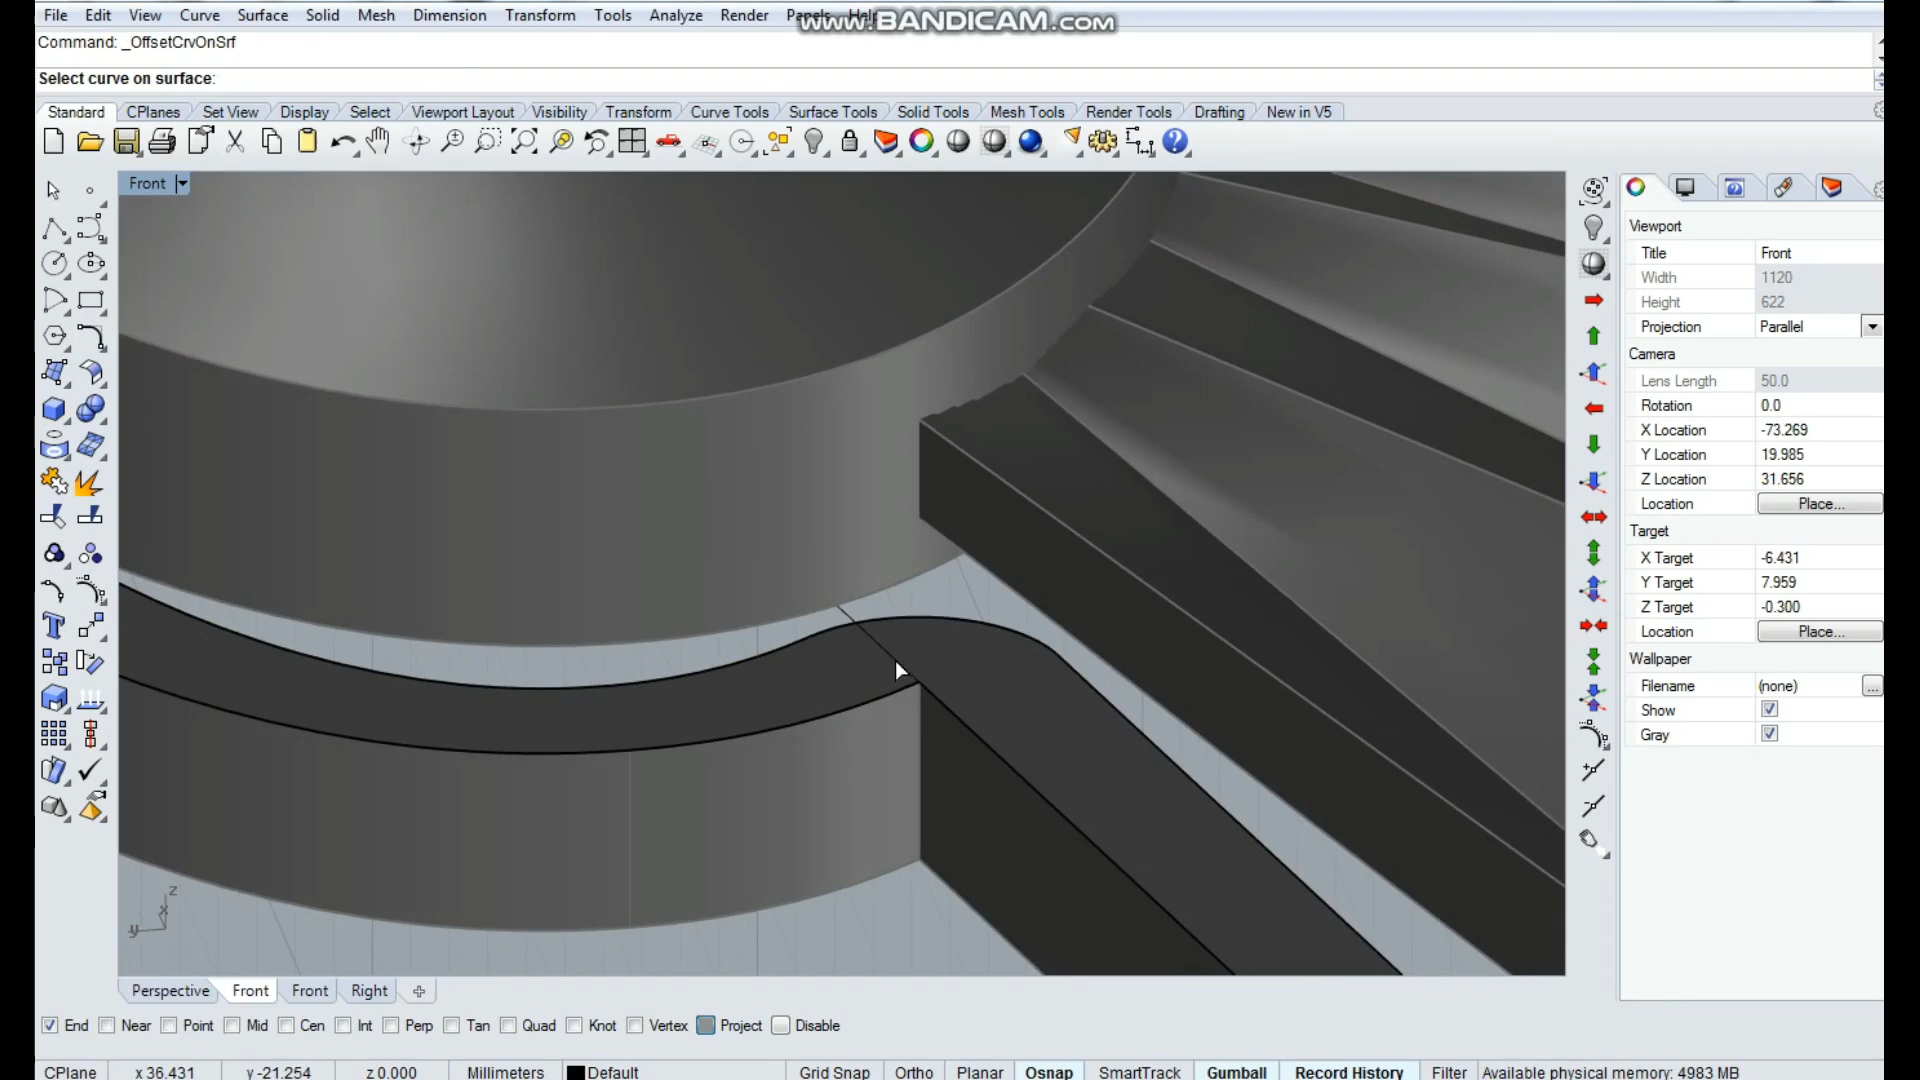 File Edit View Curve Surface Solid Mesh Dimension Transform Tools Analyze Render Panels Help
www.BANDICAM.com
Command: _OffsetCrvOnSrf
Select curve on surface:
Standard CPlanes Set View Display Select Viewport Layout Visibility Transform Curve Tools Surface Tools Solid Tools Mesh Tools Render Tools Drafting New in V5
Front
Viewport
Title Front
Width 1120
Height 622
Projection Parallel
Camera
Lens Length 50.0
Rotation 0.0
X Location -73.269
Y Location 19.985
Z Location 31.656
Location Place...
Target
X Target -6.431
Y Target 7.959
Z Target -0.300
Location Place...
Wallpaper
Filename (none) ...
Show
Gray
z
x
y
Perspective Front Front Right
End Near Point Mid Cen Int Perp Tan Quad Knot Vertex Project Disable
CPlane x 36.431 y -21.254 z 0.000 Millimeters Default Grid Snap Ortho Planar Osnap SmartTrack Gumball Record History Filter Available physical memory: 4983 MB